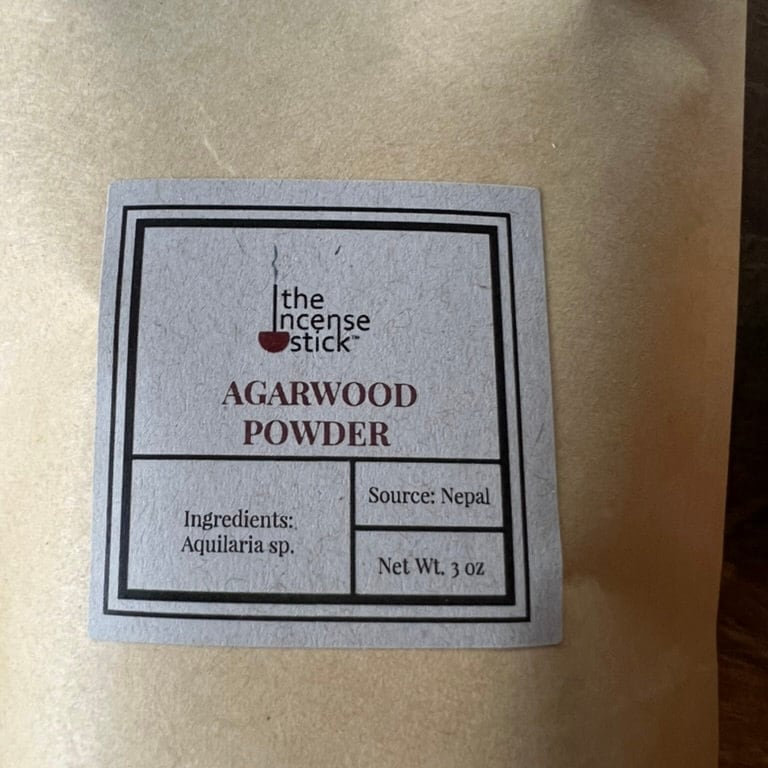 the
incense
stick™
AGARWOOD
POWDER
Ingredients:
Aquilaria sp.
Source: Nepal
Net Wt. 3 oz